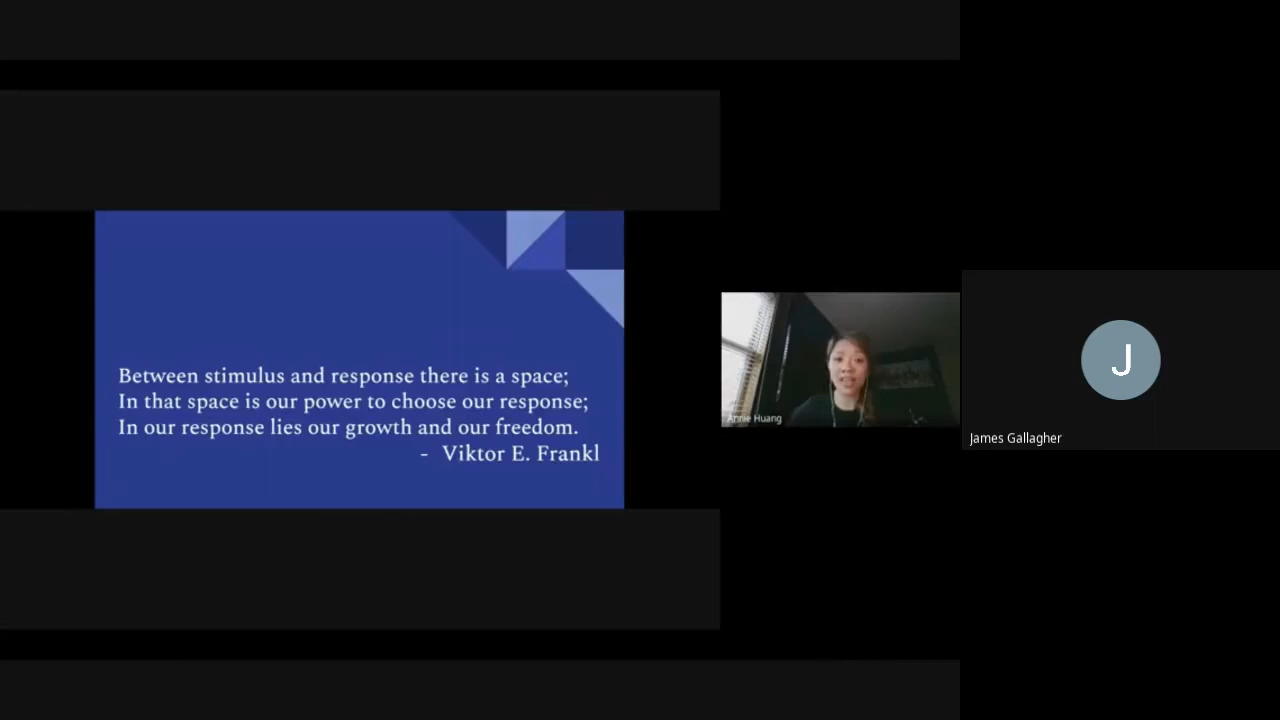 Between stimulus and response there is a space;
In that space is our power to choose our response;
In our response lies our growth and our freedom.
- Viktor E. Frankl
Annie Huang
J
James Gallagher